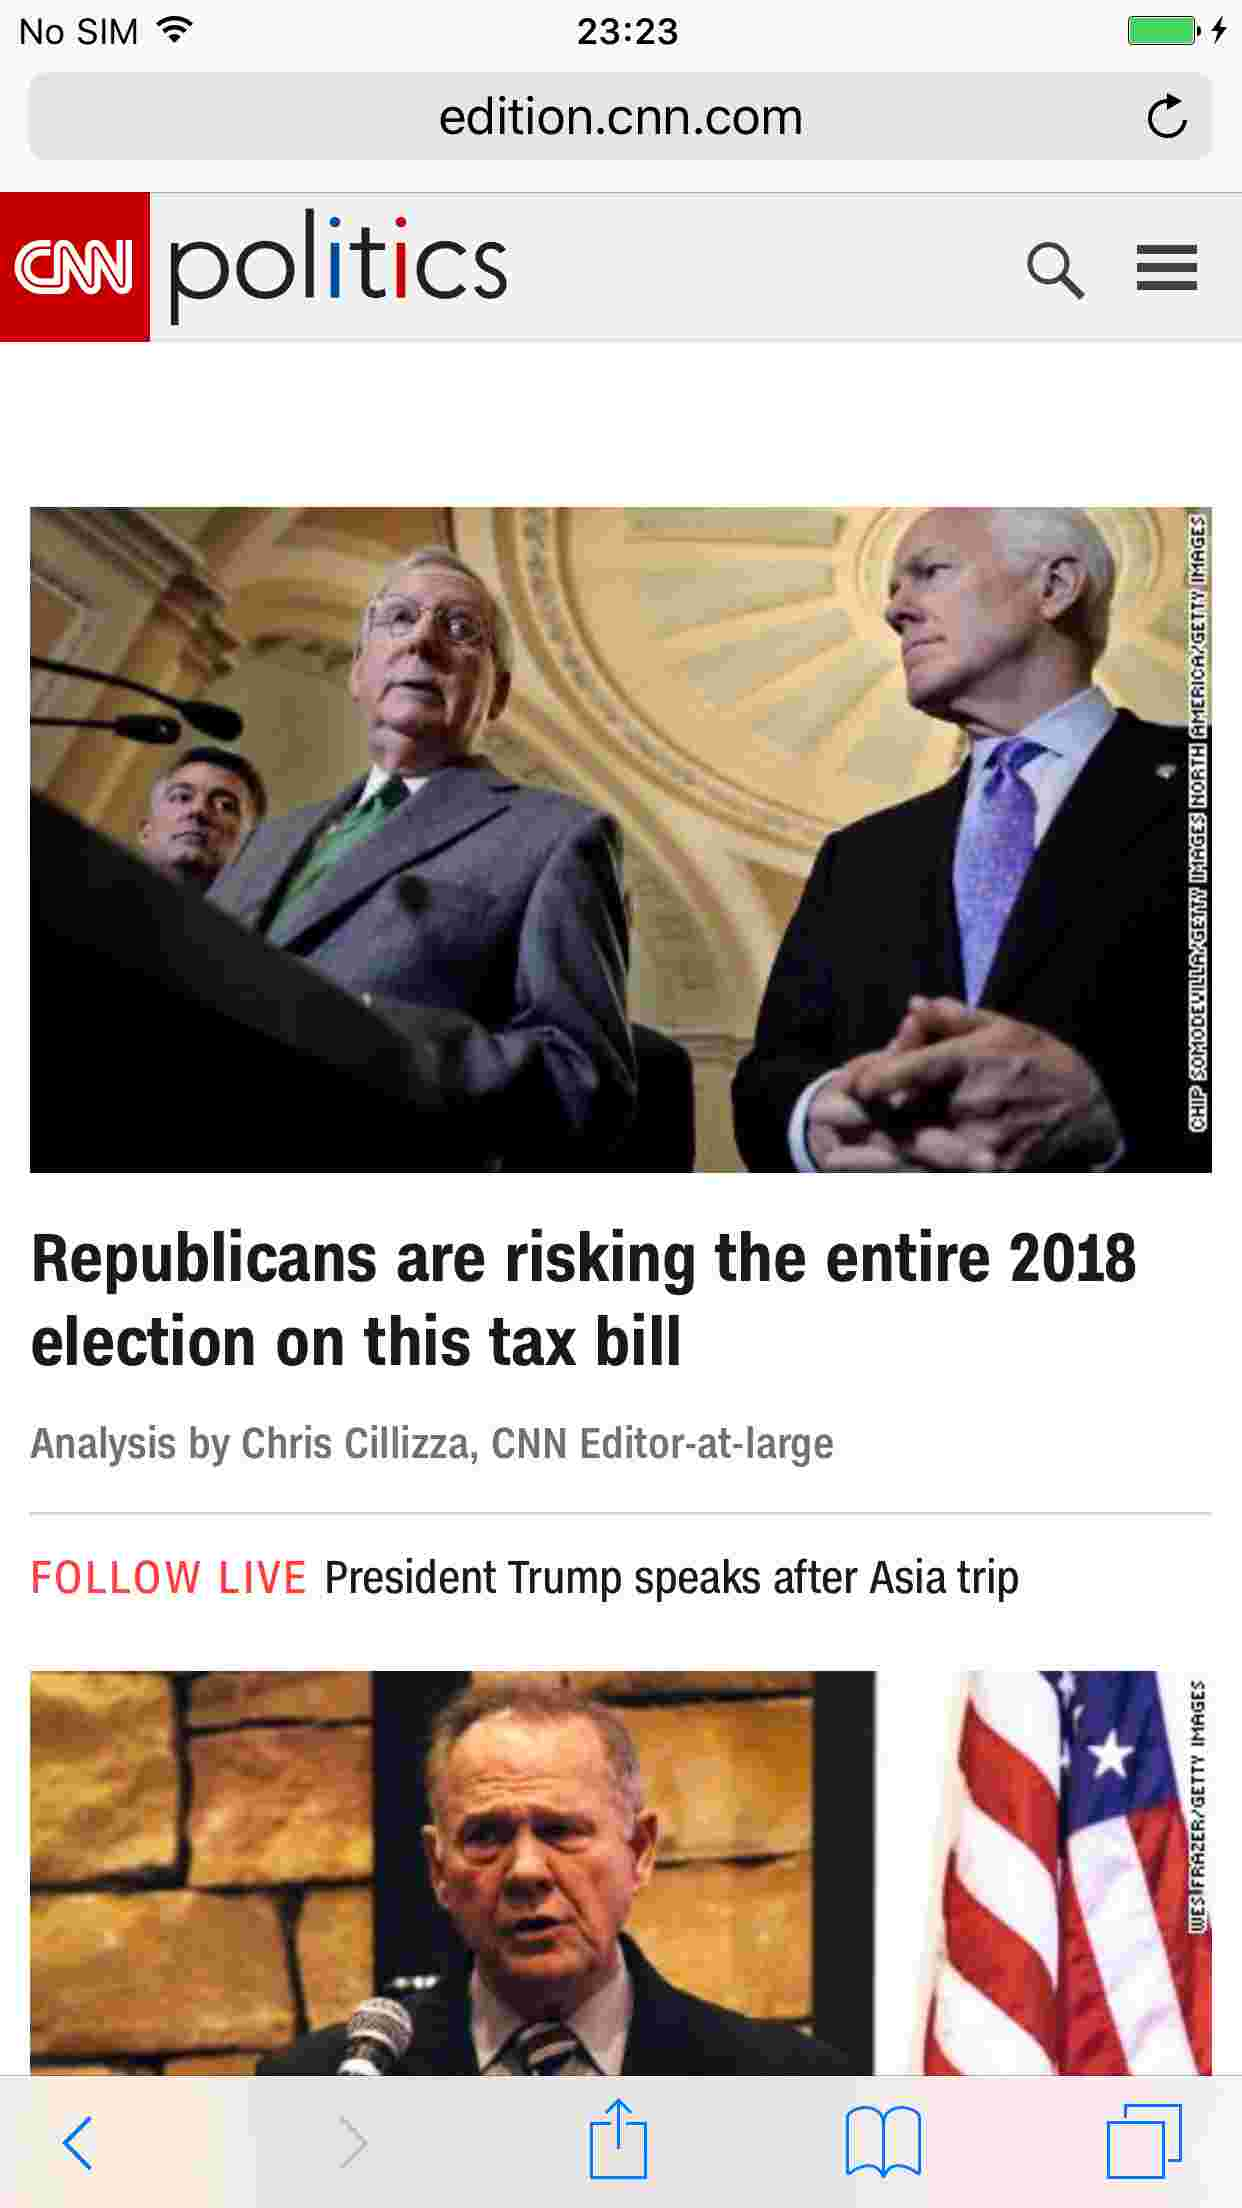 No SIM
23:23
edition.cnn.com
CNN politics
CHIP SOMODEVILLA/GETTY IMAGES NORTH AMERICA/GETTY IMAGES
Republicans are risking the entire 2018
election on this tax bill
Analysis by Chris Cillizza, CNN Editor-at-large
FOLLOW LIVE President Trump speaks after Asia trip
WES FRAZER/GETTY IMAGES